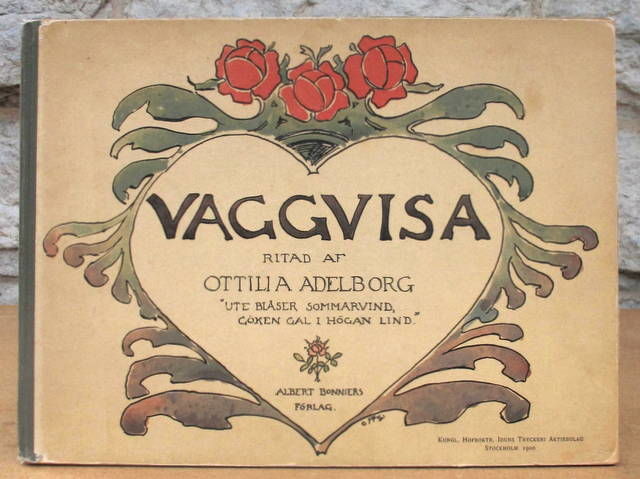 VAGGVISA
RITAD AF
OTTILIA ADELBORG
"UTE BLÅSER SOMMARVIND,
GÖKEN GAL I HÖGAN LIND."
ALBERT BONNIERS
FÖRLAG.
KUNGL. HOFBOKTR. IDUNS TRYCKERI AKTIEBOLAG
STOCKHOLM 1900